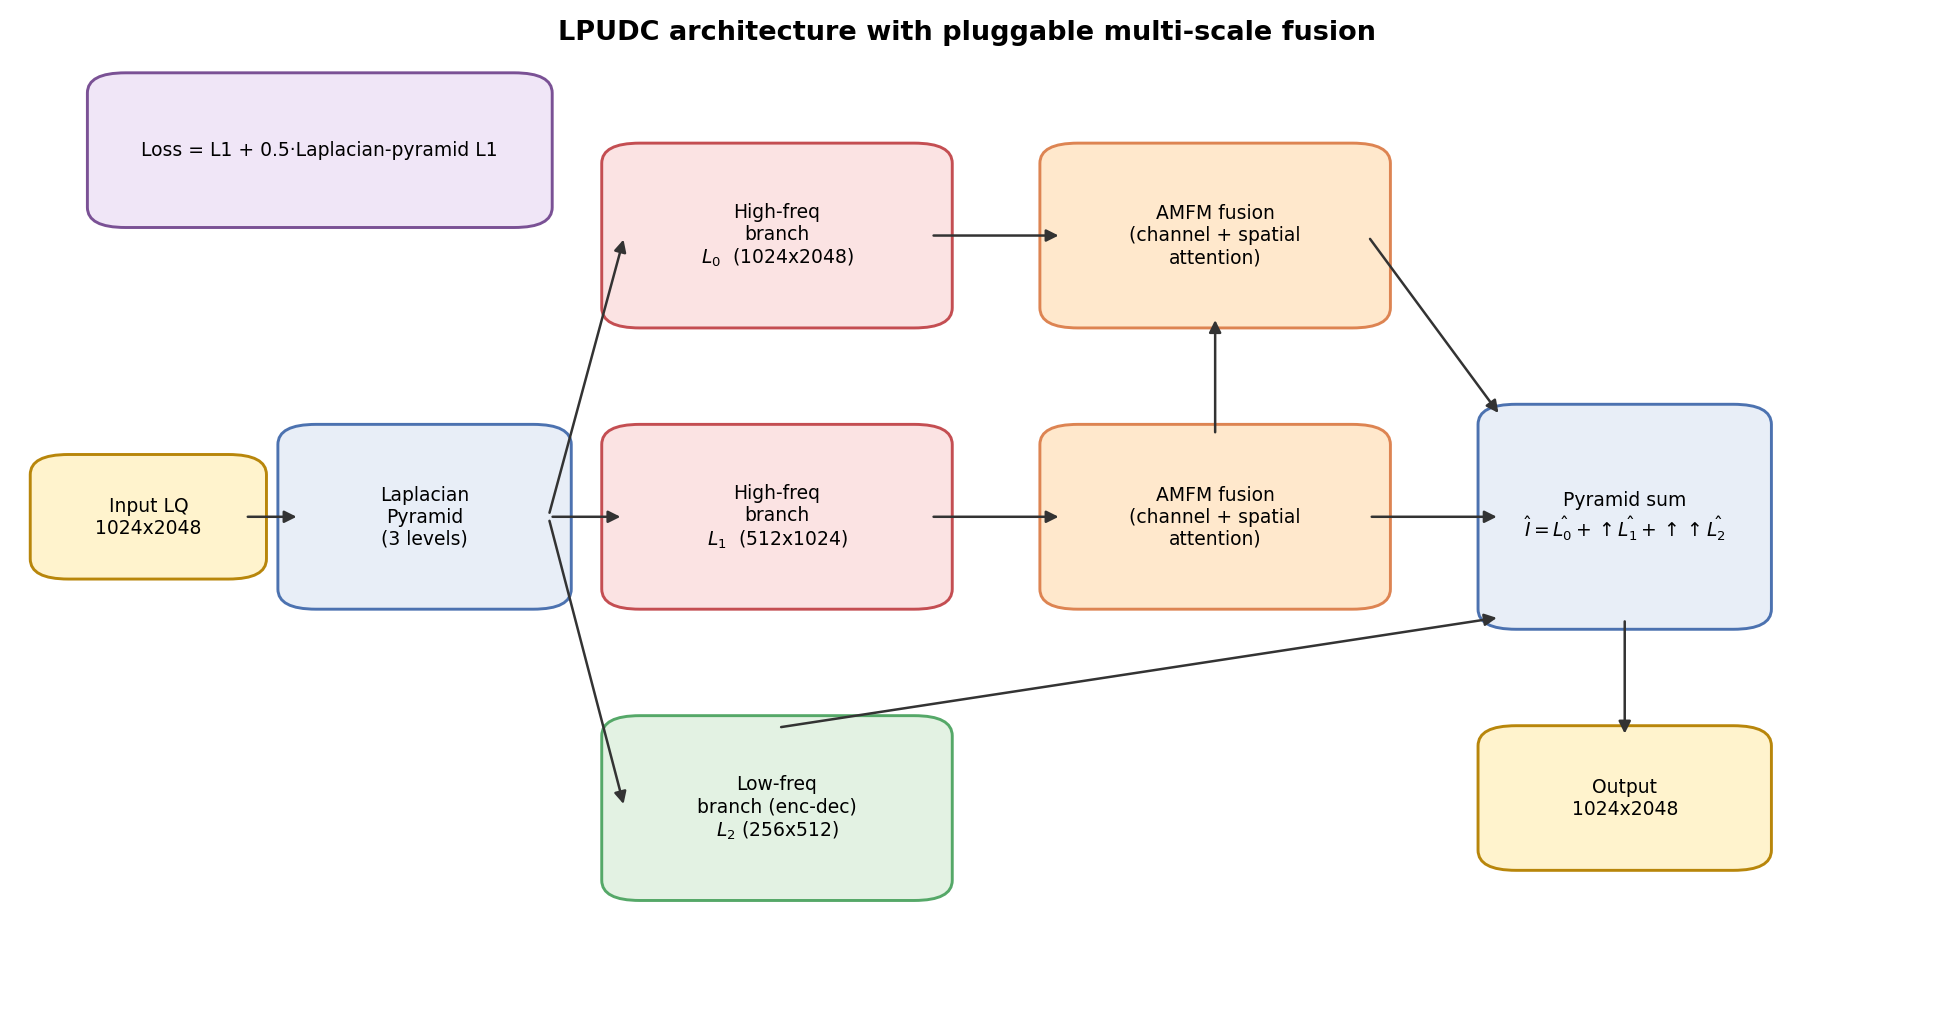 LPUDC architecture with pluggable multi-scale fusion
Loss = L1 + 0.5·Laplacian-pyramid L1
High-freq
branch
L₀ (1024x2048)
AMFM fusion
(channel + spatial
attention)
Input LQ
1024x2048
Laplacian
Pyramid
(3 levels)
High-freq
branch
L₁ (512x1024)
AMFM fusion
(channel + spatial
attention)
Pyramid sum
Î = L̂₀ + ↑L̂₁ + ↑↑L̂₂
Low-freq
branch (enc-dec)
L₂ (256x512)
Output
1024x2048